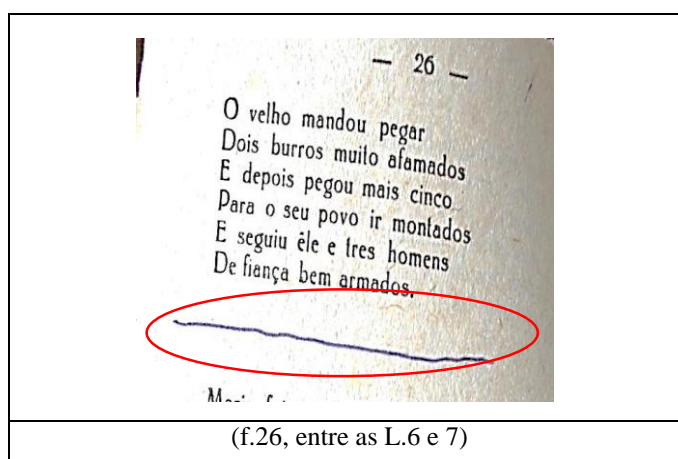 — 26 —
O velho mandou pegar
Dois burros muito afamados
E depois pegou mais cinco
Para o seu povo ir montados
E seguiu êle e tres homens
De fiança bem armados.
(f.26, entre as L.6 e 7)